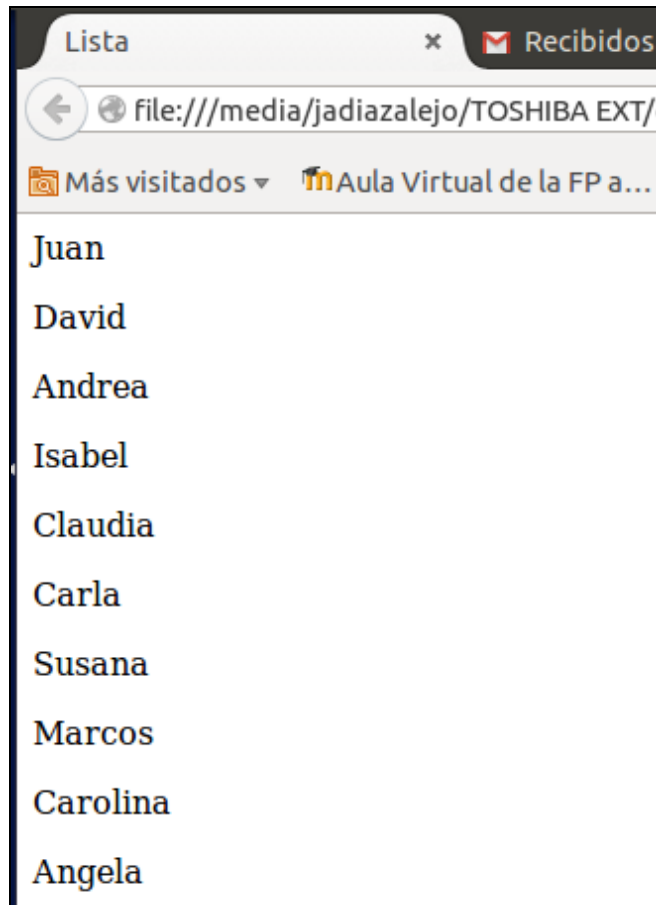 Lista
Recibidos
file:///media/jadiazalejo/TOSHIBA EXT/
Más visitados
Aula Virtual de la FP a...
Juan
David
Andrea
Isabel
Claudia
Carla
Susana
Marcos
Carolina
Angela